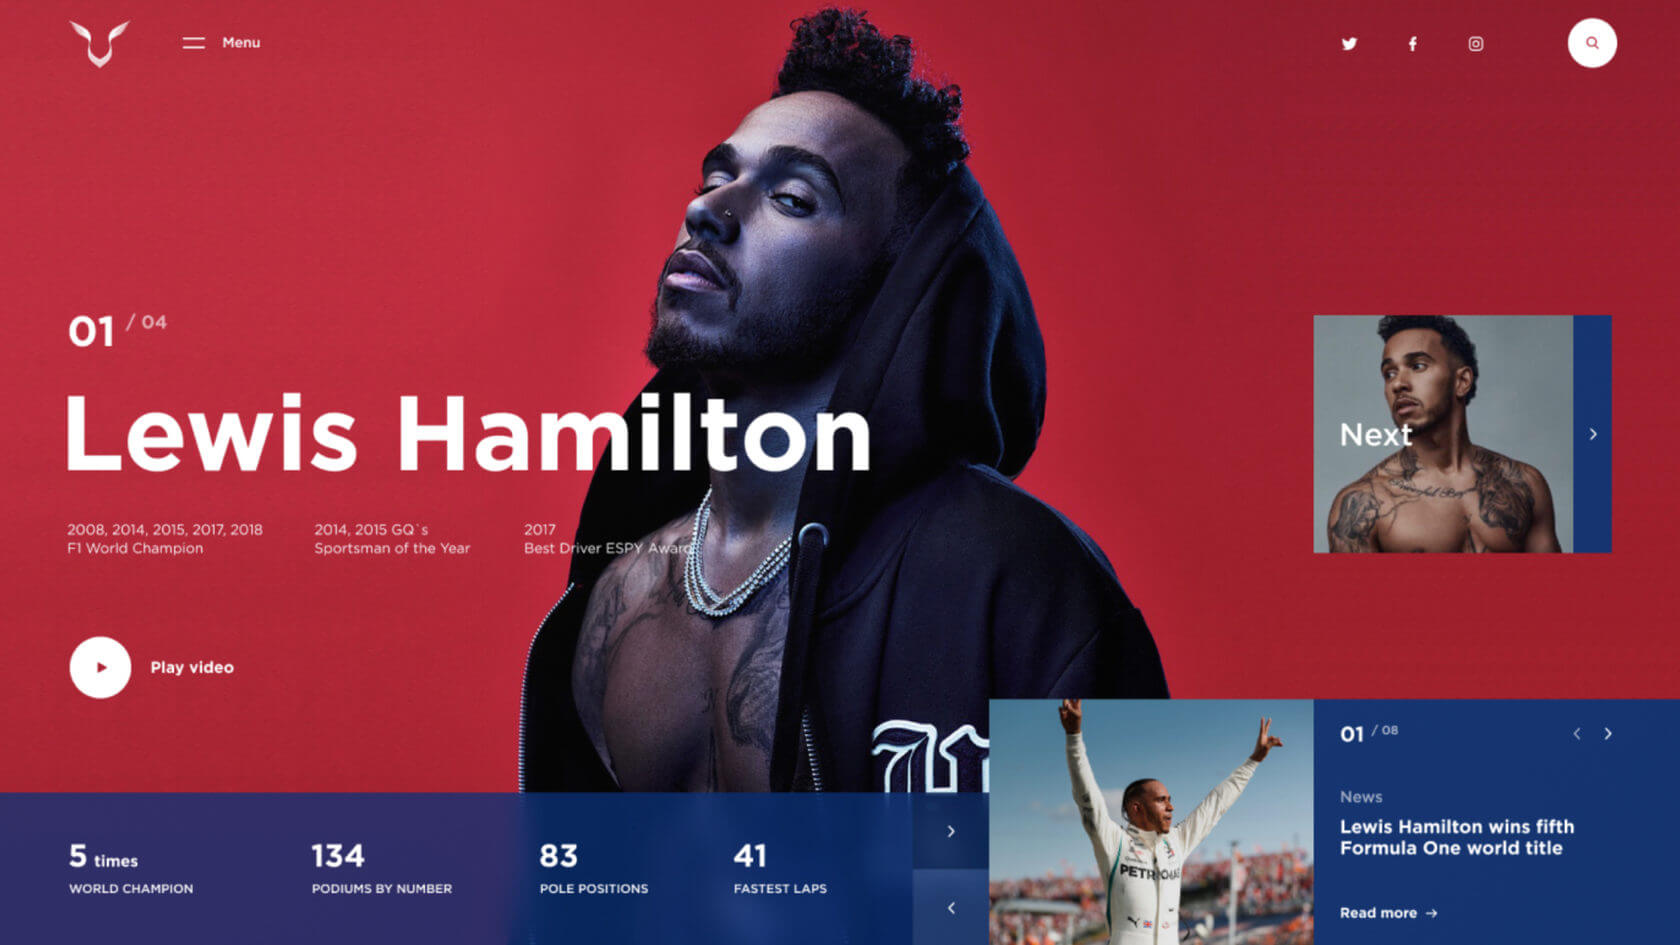 Menu
01 / 04
Lewis Hamilton
2008, 2014, 2015, 2017, 2018
F1 World Champion
2014, 2015 GQ`s
Sportsman of the Year
2017
Best Driver ESPY Award
Play video
Next
5 times
WORLD CHAMPION
134
PODIUMS BY NUMBER
83
POLE POSITIONS
41
FASTEST LAPS
PETRONAS
01 / 08
News
Lewis Hamilton wins fifth
Formula One world title
Read more →